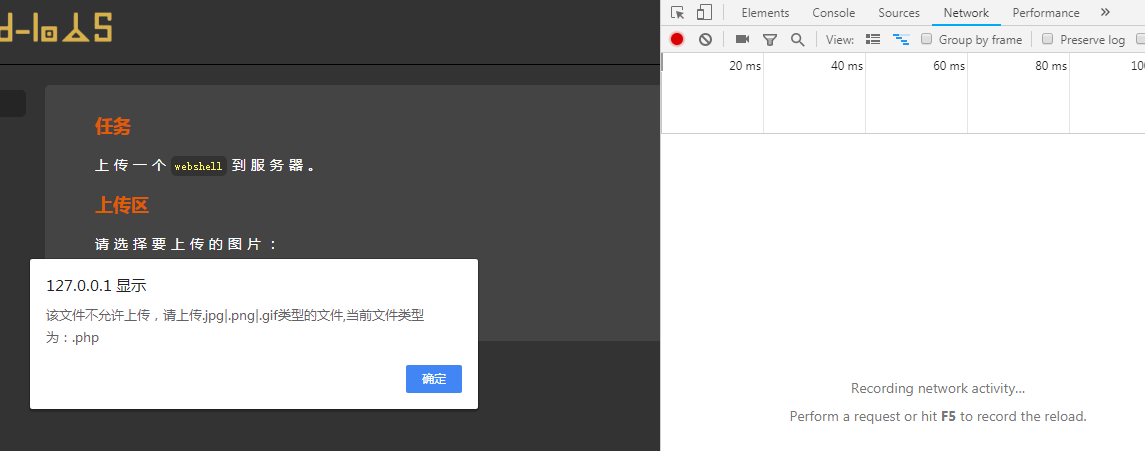 d-labs
Elements Console Sources Network Performance »
View: Group by frame Preserve log
20 ms 40 ms 60 ms 80 ms 10
任务
上传一个 webshell 到服务器。
上传区
请选择要上传的图片：
127.0.0.1 显示
该文件不允许上传，请上传.jpg|.png|.gif类型的文件,当前文件类型
为：.php
确定
Recording network activity…
Perform a request or hit F5 to record the reload.